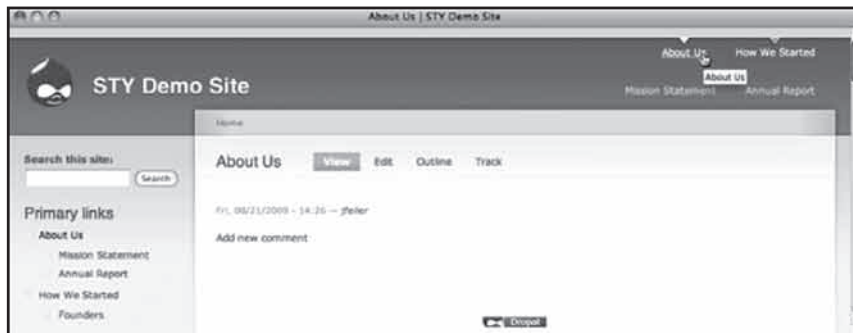 About Us | STY Demo Site
About Us How We Started
About Us
STY Demo Site
Mission Statement Annual Report
Home
Search this site:
Search
About Us View Edit Outline Track
Fri, 08/21/2009 - 14:26 — jfeiler
Primary links
Add new comment
About Us
Mission Statement
Annual Report
How We Started
Founders
Drupal